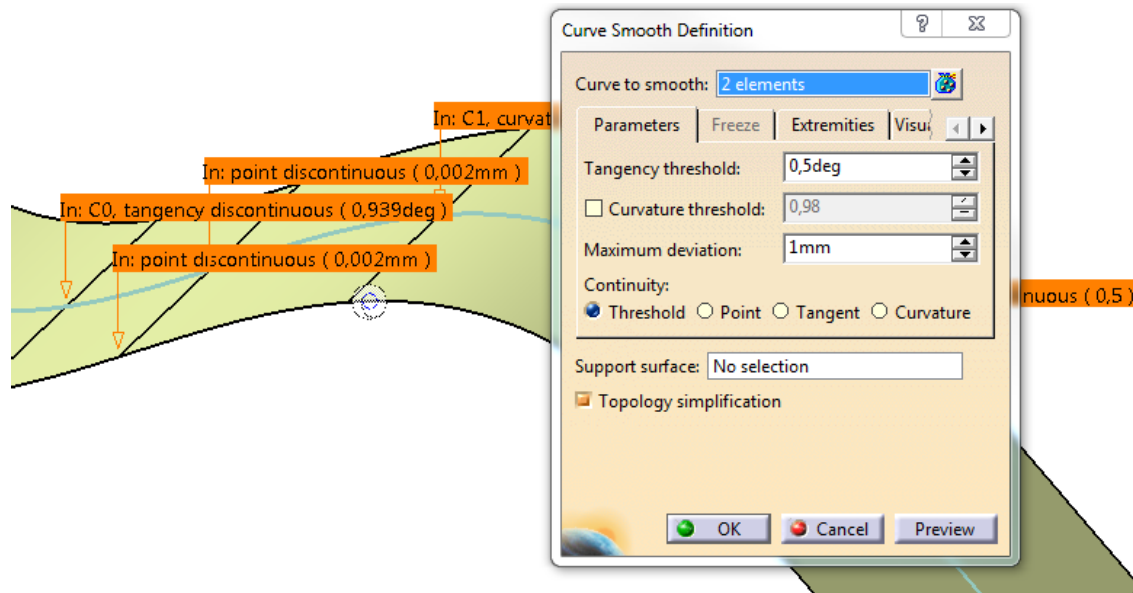 Curve Smooth Definition
Curve to smooth: 2 elements
Parameters Freeze Extremities Visu
Tangency threshold: 0,5deg
Curvature threshold: 0,98
Maximum deviation: 1mm
Continuity:
Threshold Point Tangent Curvature
Support surface: No selection
Topology simplification
OK Cancel Preview
In: C1, curvat
In: point discontinuous ( 0,002mm )
In: C0, tangency discontinuous ( 0,939deg )
In: point discontinuous ( 0,002mm )
nuous ( 0,5 )